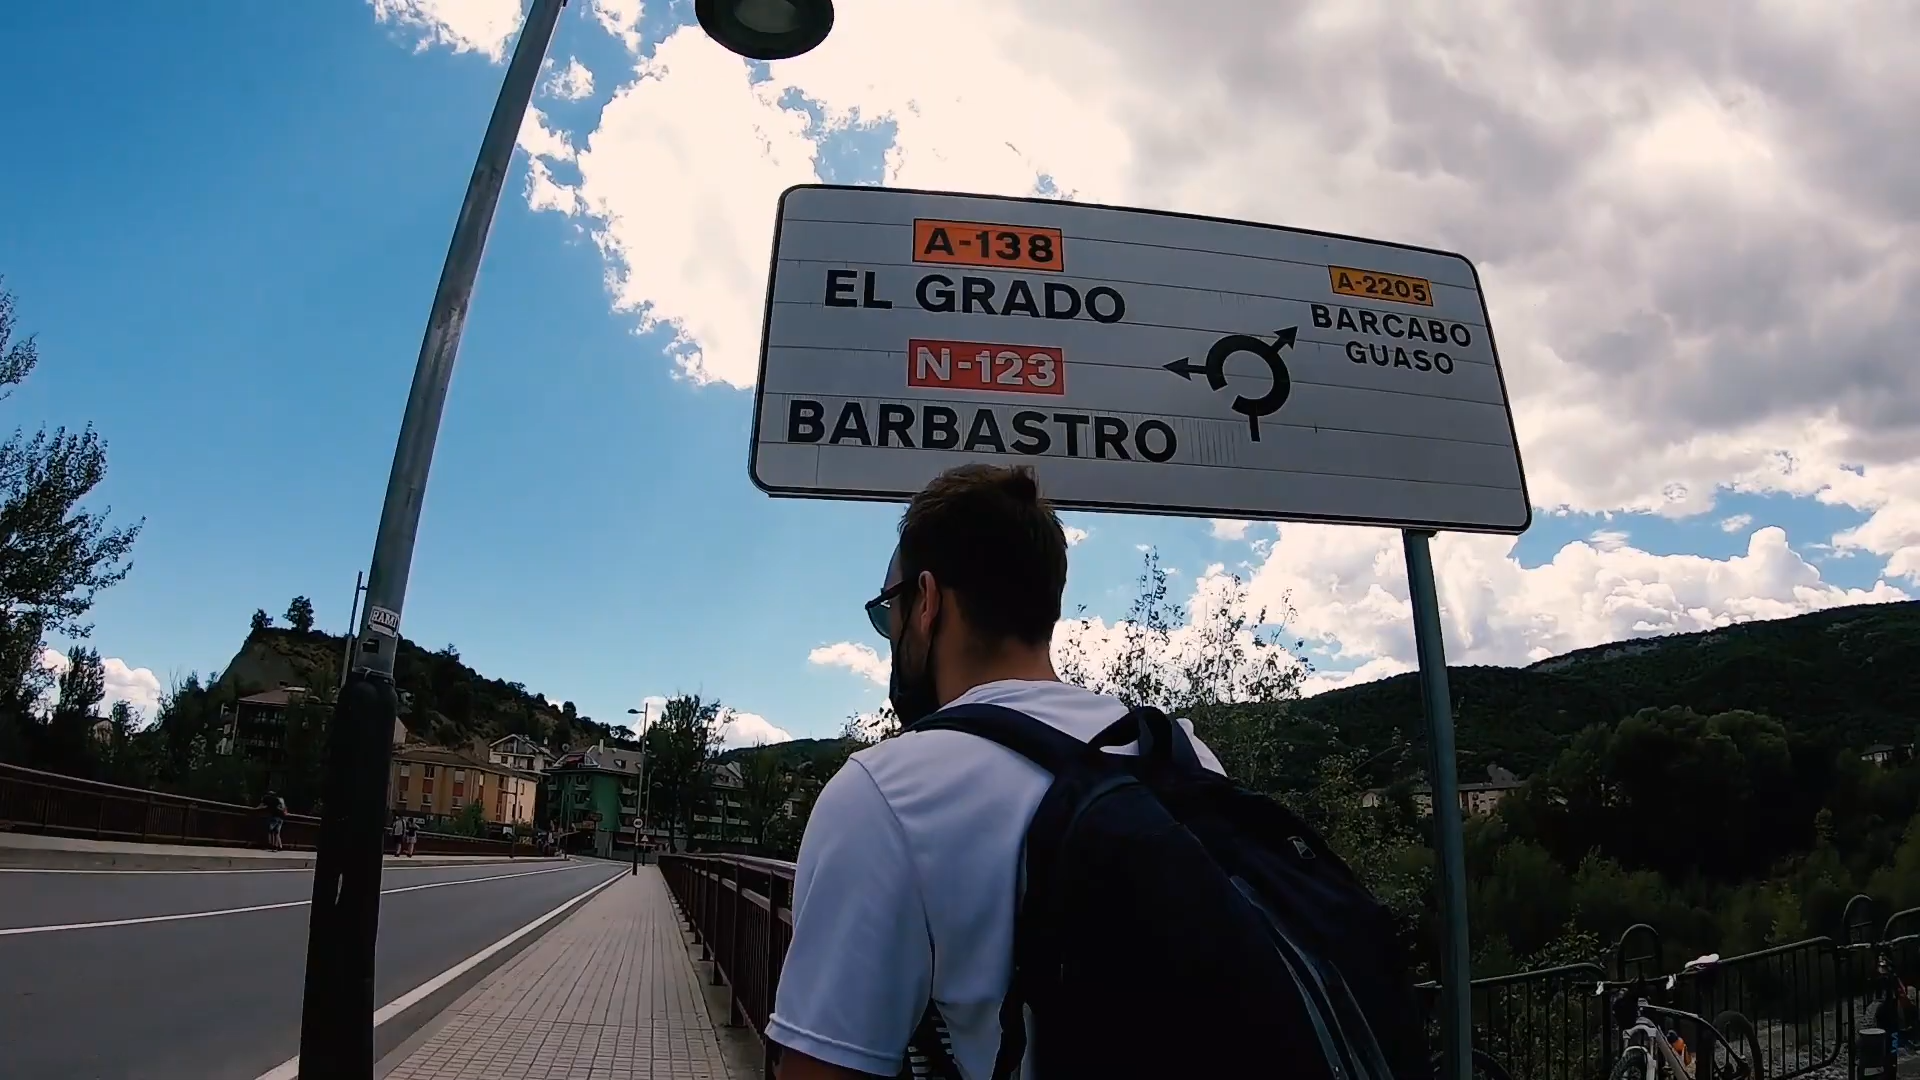 A-138
EL GRADO
N-123
BARBASTRO
A-2205
BARCABO
GUASO